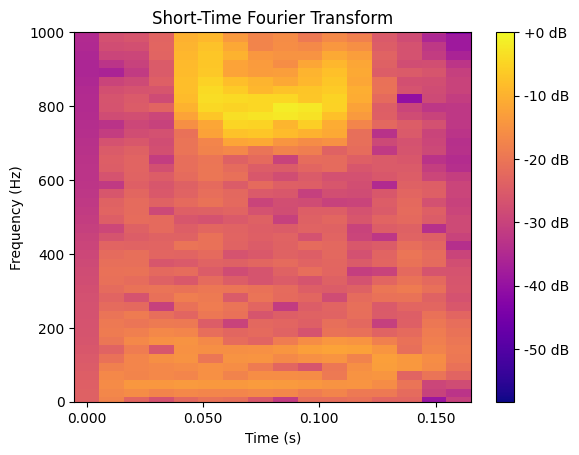 Short-Time Fourier Transform
1000
800
600
400
200
0
Frequency (Hz)
0.000
0.050
0.100
0.150
Time (s)
+0 dB
-10 dB
-20 dB
-30 dB
-40 dB
-50 dB